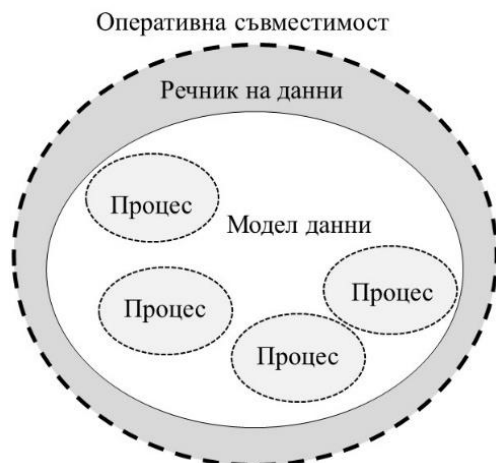 Оперативна съвместимост
Речник на данни
Процес
Модел данни
Процес
Процес
Процес